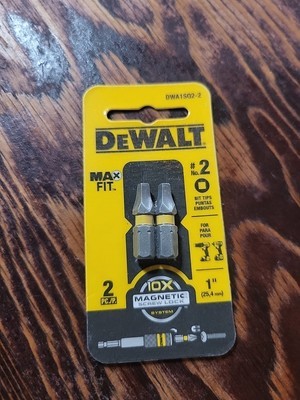 DWA1SQ2-2
DEWALT
MAX
FIT™
# No. 2
BIT TIPS
PUNTAS
EMBOUTS
FOR
PARA
POUR
2
PC./P.
10X
MAGNETIC
SCREW LOCK
SYSTEM
1"
(25,4 mm)